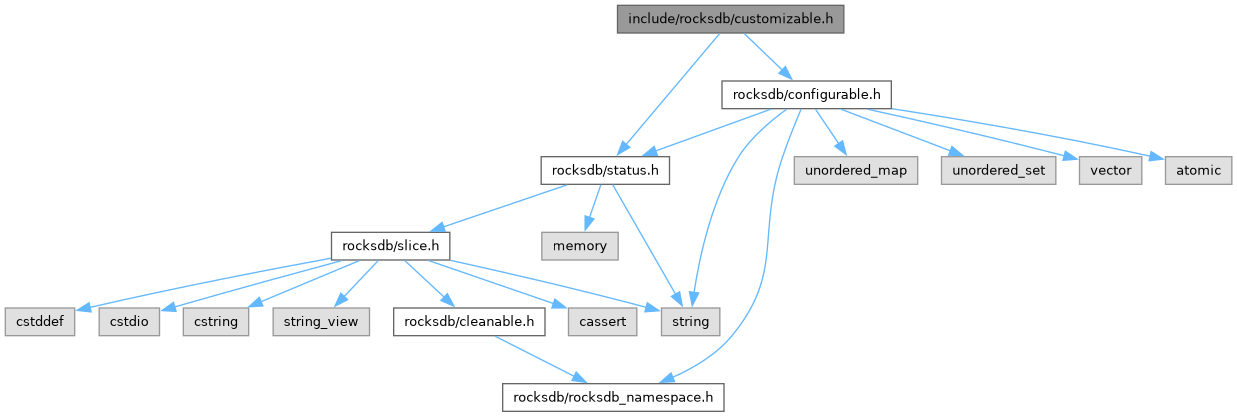 include/rocksdb/customizable.h
rocksdb/configurable.h
rocksdb/status.h
unordered_map
unordered_set
vector
atomic
rocksdb/slice.h
memory
cstddef
cstdio
cstring
string_view
rocksdb/cleanable.h
cassert
string
rocksdb/rocksdb_namespace.h